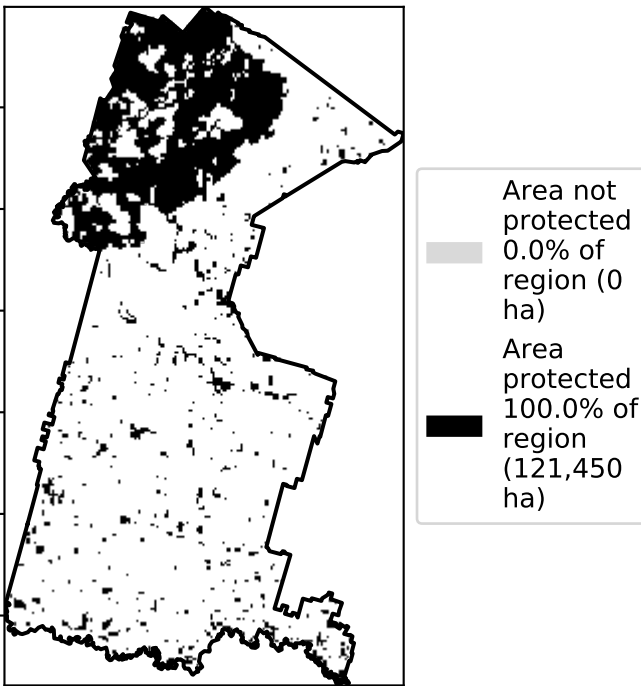 Area not
protected
0.0% of
region (0
ha)
Area
protected
100.0% of
region
(121,450
ha)